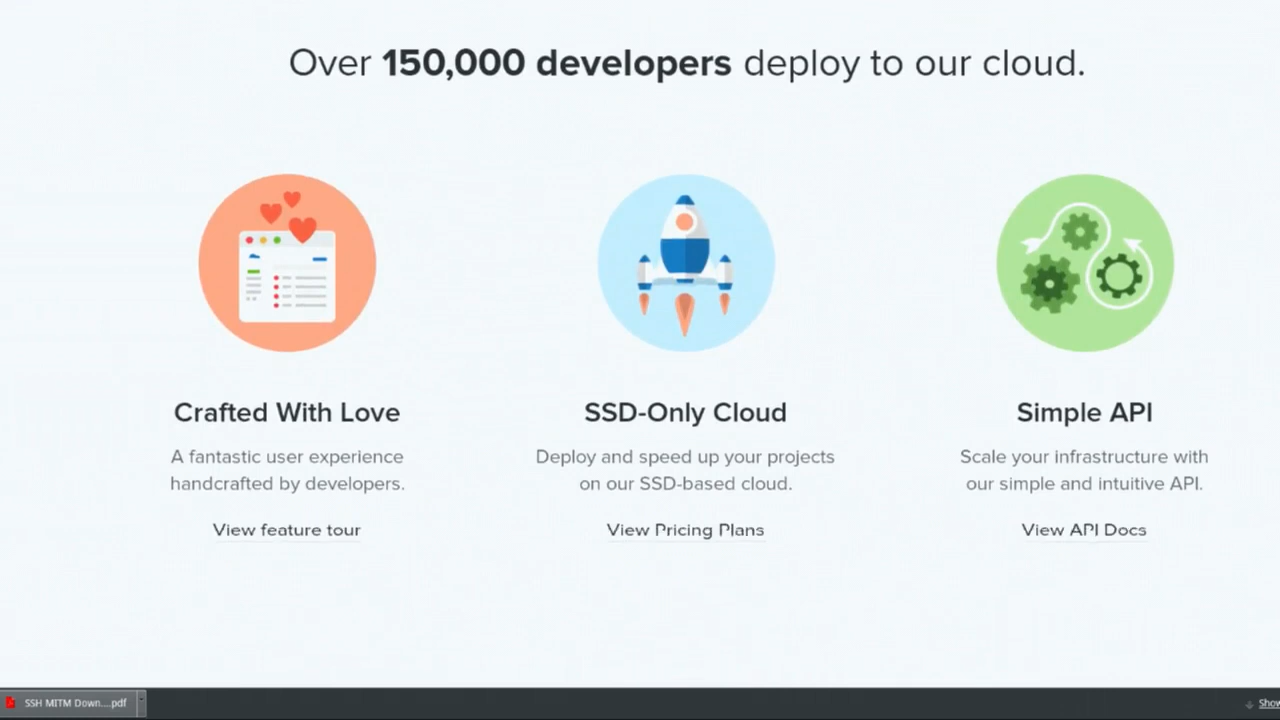 Over 150,000 developers deploy to our cloud.
Crafted With Love
A fantastic user experience
handcrafted by developers.
View feature tour
SSD-Only Cloud
Deploy and speed up your projects
on our SSD-based cloud.
View Pricing Plans
Simple API
Scale your infrastructure with
our simple and intuitive API.
View API Docs
SSH MITM Down....pdf
Show